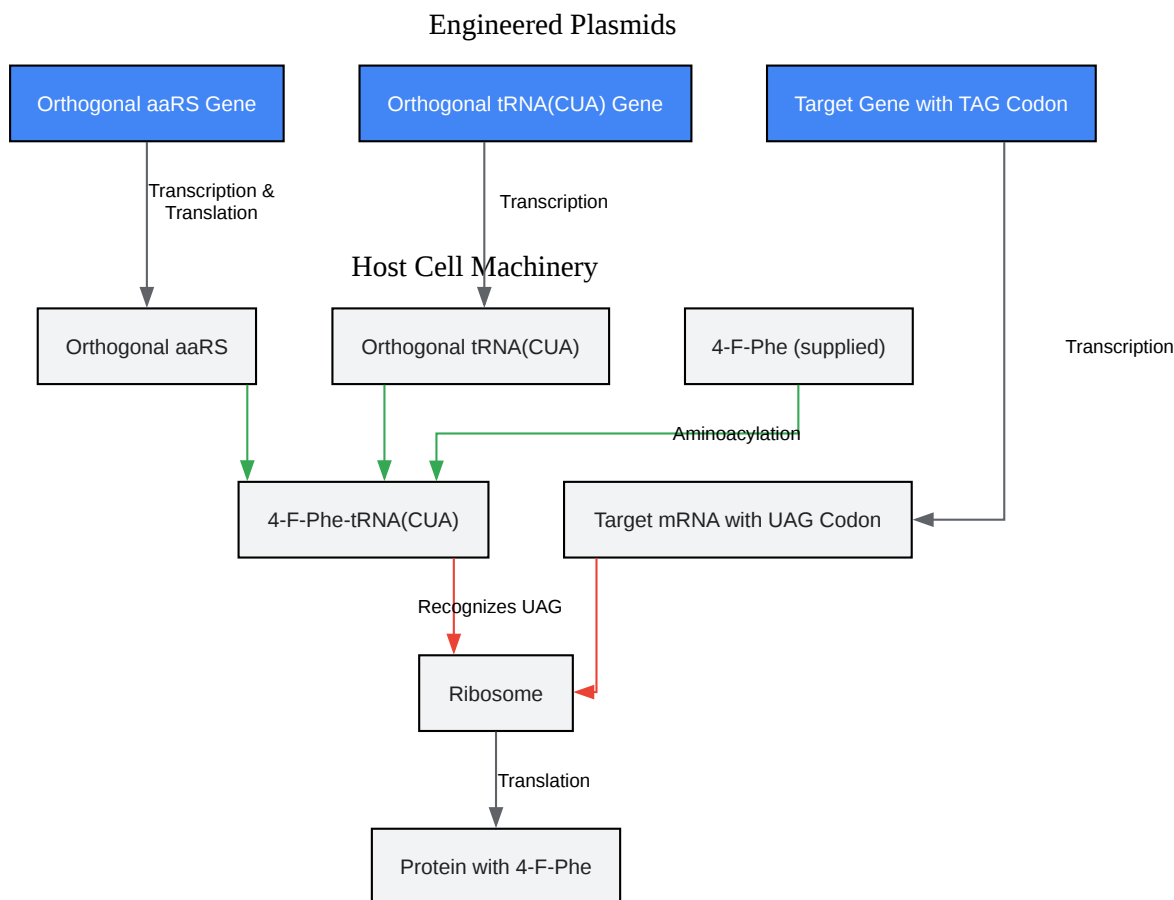 Engineered Plasmids
Orthogonal aaRS Gene
Orthogonal tRNA(CUA) Gene
Target Gene with TAG Codon
Transcription &
Translation
Transcription
Host Cell Machinery
Orthogonal aaRS
Orthogonal tRNA(CUA)
4-F-Phe (supplied)
Transcription
Aminoacylation
4-F-Phe-tRNA(CUA)
Target mRNA with UAG Codon
Recognizes UAG
Ribosome
Translation
Protein with 4-F-Phe